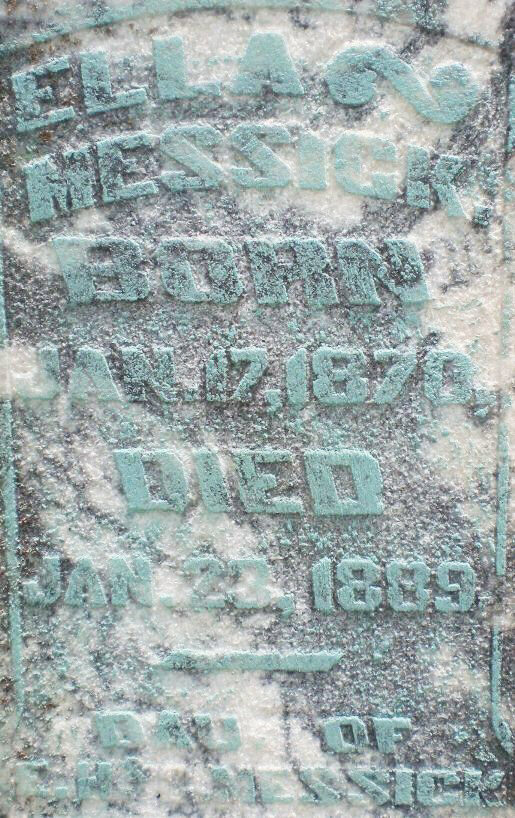 ELLA
MESSICK.
BORN
JAN.17,1870,
DIED
JAN. 23, 1889.
DAU OF
MESSICK